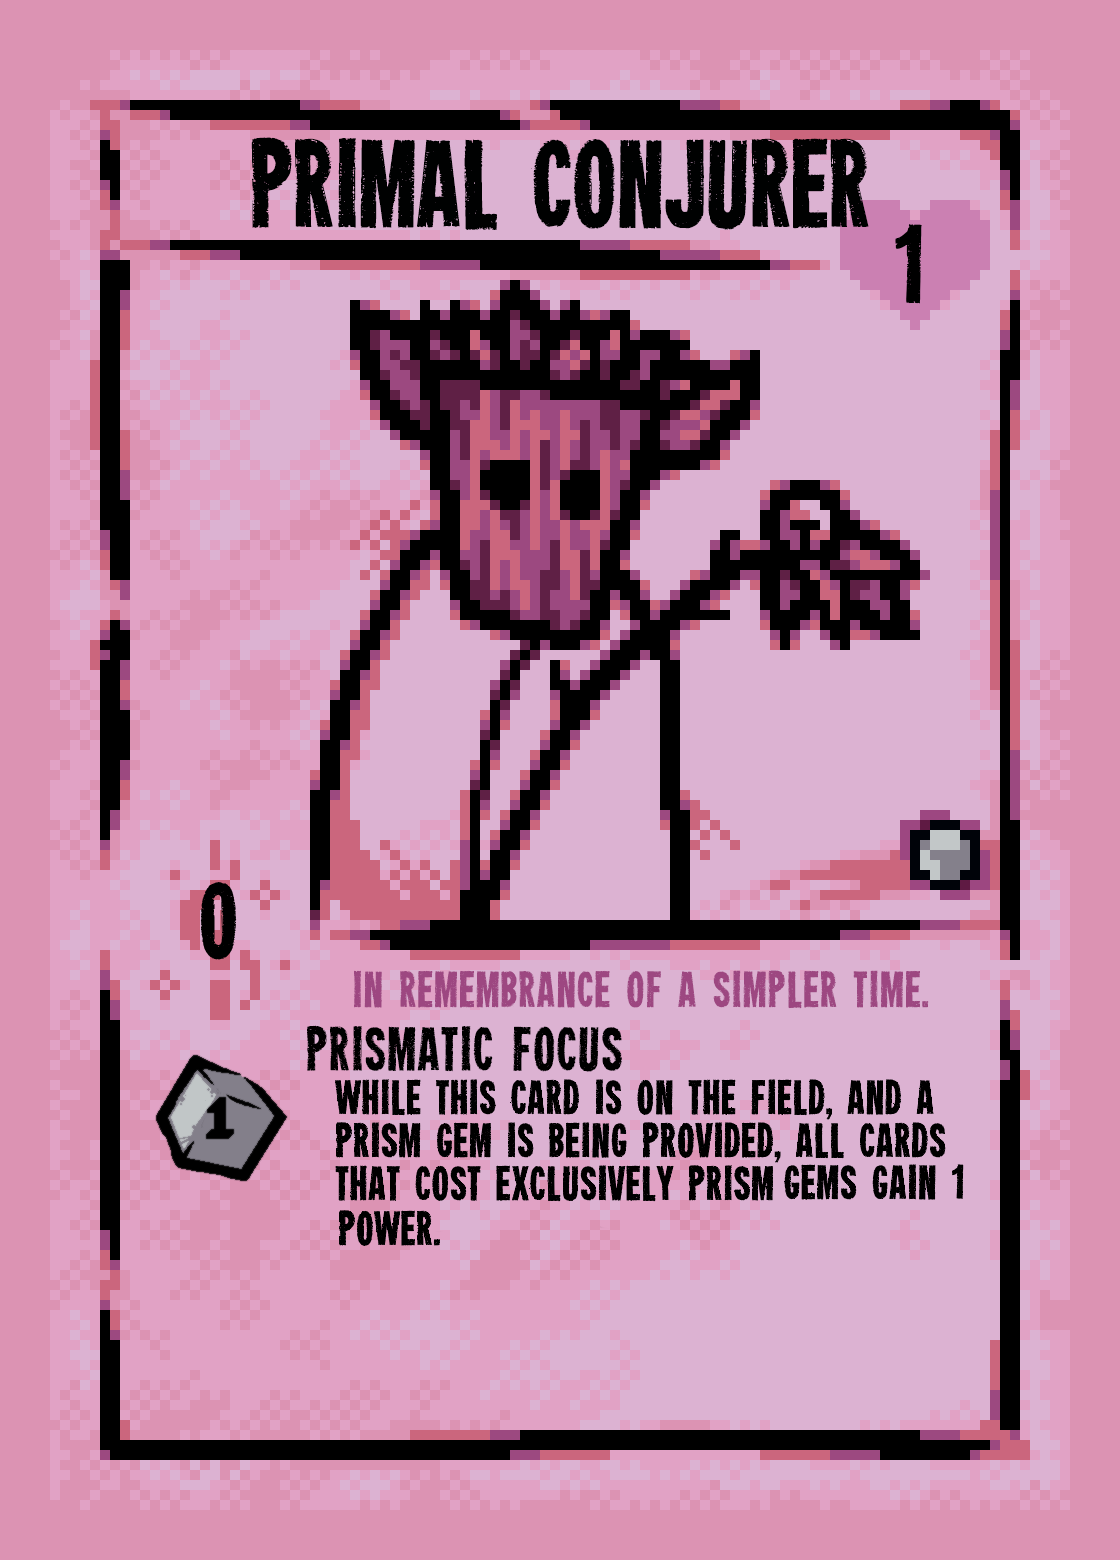 PRIMAL CONJURER
1
0
IN REMEMBRANCE OF A SIMPLER TIME.
PRISMATIC FOCUS
1
WHILE THIS CARD IS ON THE FIELD, AND A
PRISM GEM IS BEING PROVIDED, ALL CARDS
THAT COST EXCLUSIVELY PRISM GEMS GAIN 1
POWER.